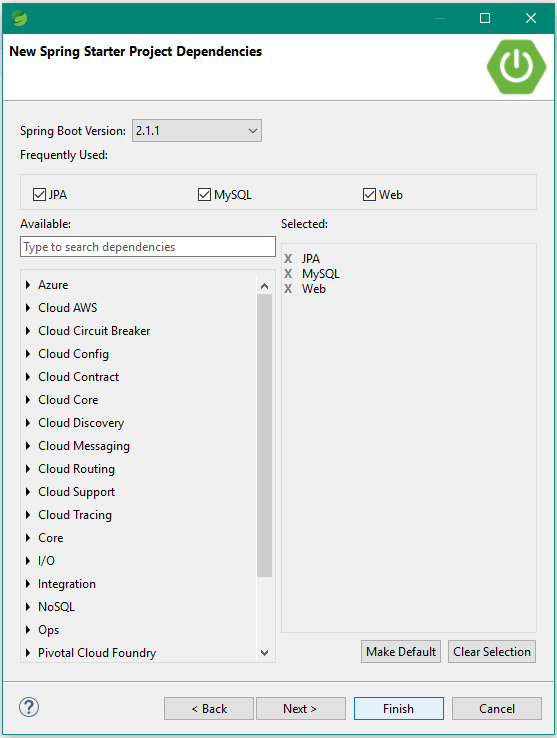 New Spring Starter Project Dependencies
Spring Boot Version: 2.1.1
Frequently Used:
JPA MySQL Web
Available: Selected:
Type to search dependencies
X JPA
X MySQL
X Web
Azure
Cloud AWS
Cloud Circuit Breaker
Cloud Config
Cloud Contract
Cloud Core
Cloud Discovery
Cloud Messaging
Cloud Routing
Cloud Support
Cloud Tracing
Core
I/O
Integration
NoSQL
Ops
Pivotal Cloud Foundry
Make Default Clear Selection
? < Back Next > Finish Cancel